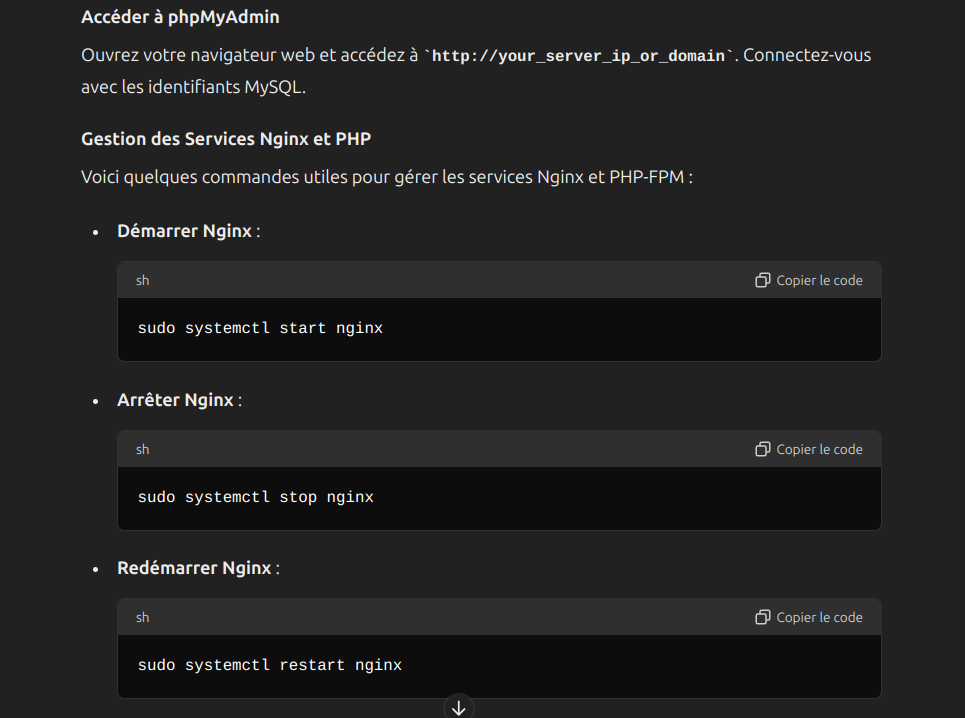 Accéder à phpMyAdmin
Ouvrez votre navigateur web et accédez à `http://your_server_ip_or_domain`. Connectez-vous
avec les identifiants MySQL.
Gestion des Services Nginx et PHP
Voici quelques commandes utiles pour gérer les services Nginx et PHP-FPM :
• Démarrer Nginx :
sh Copier le code
sudo systemctl start nginx
• Arrêter Nginx :
sh Copier le code
sudo systemctl stop nginx
• Redémarrer Nginx :
sh Copier le code
sudo systemctl restart nginx